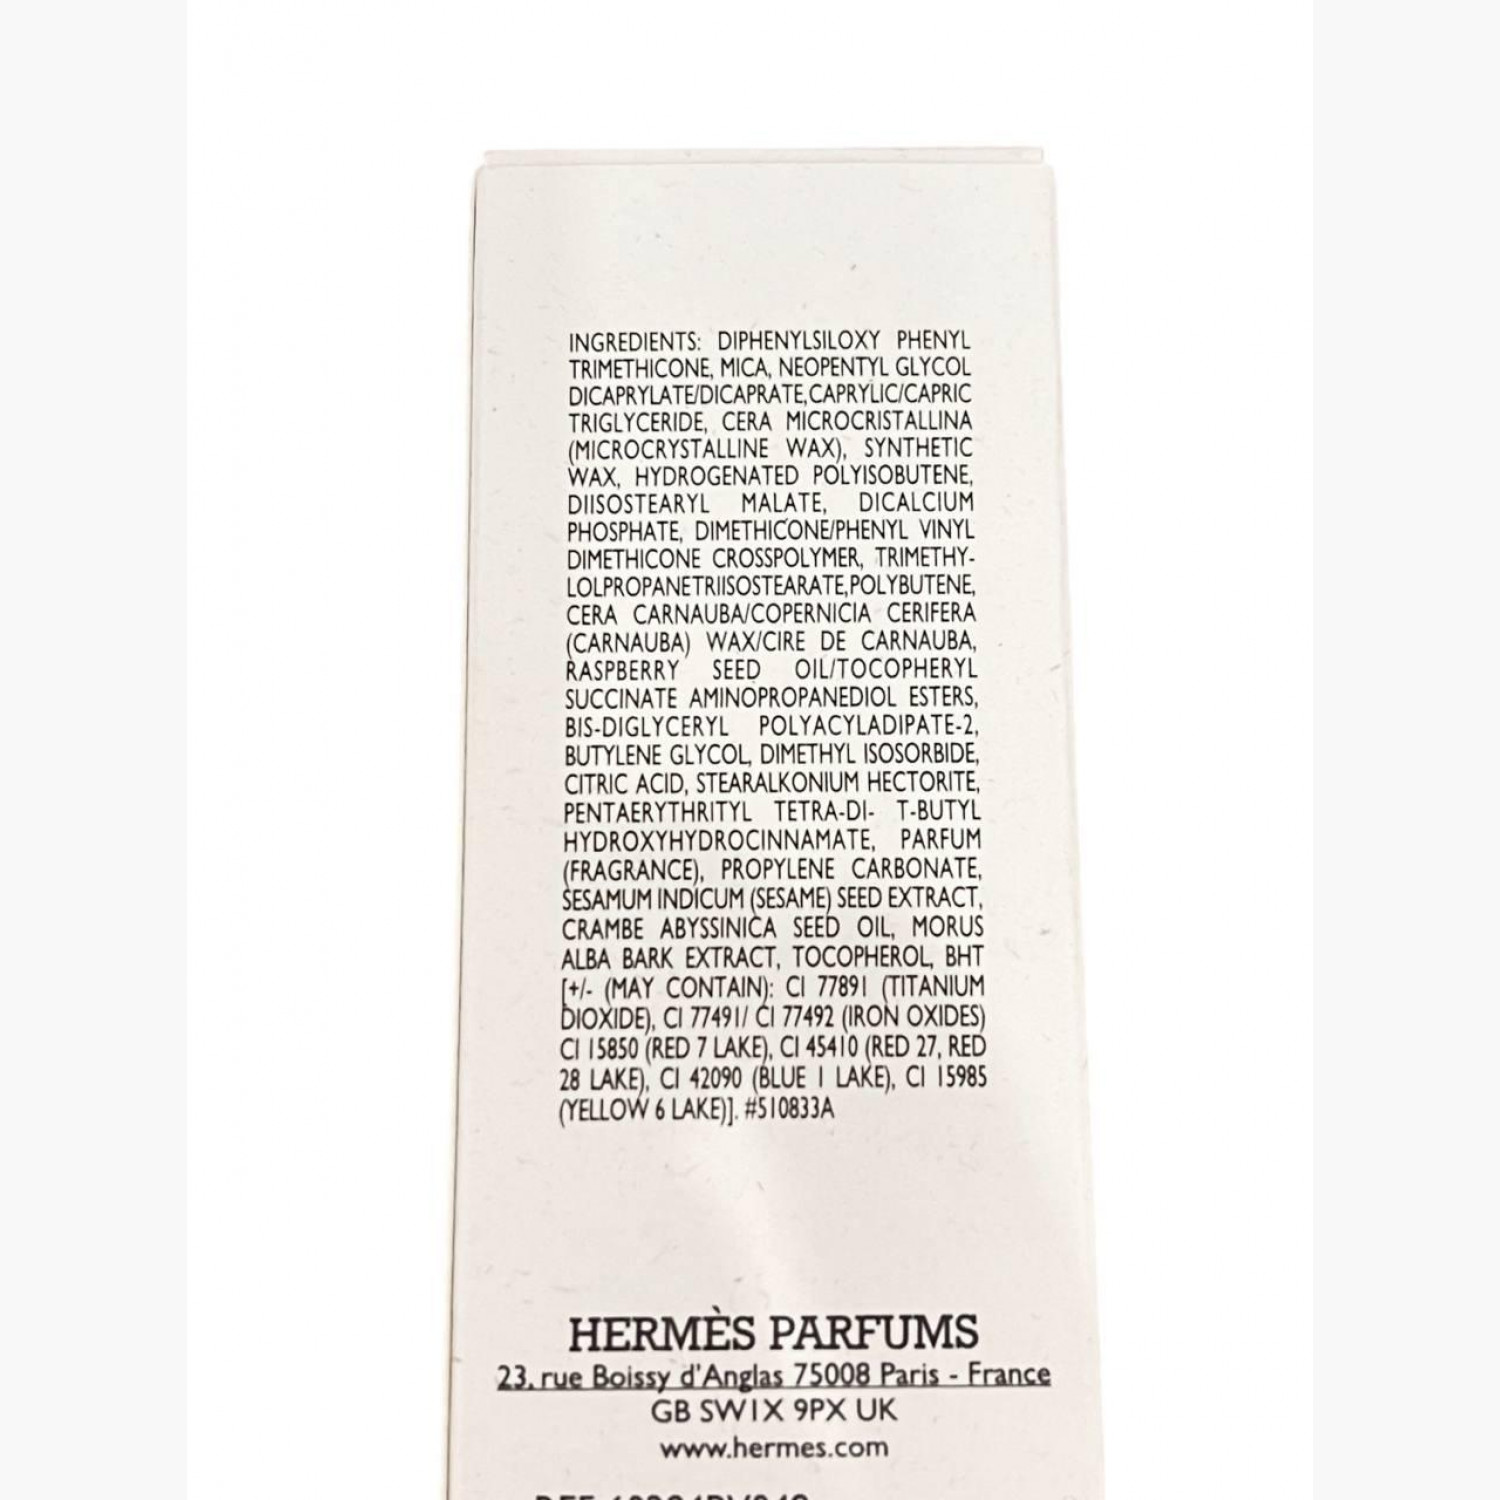 INGREDIENTS: DIPHENYLSILOXY PHENYL
TRIMETHICONE, MICA, NEOPENTYL GLYCOL
DICAPRYLATE/DICAPRATE,CAPRYLIC/CAPRIC
TRIGLYCERIDE, CERA MICROCRISTALLINA
(MICROCRYSTALLINE WAX), SYNTHETIC
WAX, HYDROGENATED POLYISOBUTENE,
DIISOSTEARYL MALATE, DICALCIUM
PHOSPHATE, DIMETHICONE/PHENYL VINYL
DIMETHICONE CROSSPOLYMER, TRIMETHY-
LOLPROPANETRIISOSTEARATE,POLYBUTENE,
CERA CARNAUBA/COPERNICIA CERIFERA
(CARNAUBA) WAX/CIRE DE CARNAUBA,
RASPBERRY SEED OIL/TOCOPHERYL
SUCCINATE AMINOPROPANEDIOL ESTERS,
BIS-DIGLYCERYL POLYACYLADIPATE-2,
BUTYLENE GLYCOL, DIMETHYL ISOSORBIDE,
CITRIC ACID, STEARALKONIUM HECTORITE,
PENTAERYTHRITYL TETRA-DI- T-BUTYL
HYDROXYHYDROCINNAMATE, PARFUM
(FRAGRANCE), PROPYLENE CARBONATE,
SESAMUM INDICUM (SESAME) SEED EXTRACT,
CRAMBE ABYSSINICA SEED OIL, MORUS
ALBA BARK EXTRACT, TOCOPHEROL, BHT
[+/- (MAY CONTAIN): CI 77891 (TITANIUM
DIOXIDE), CI 77491/ CI 77492 (IRON OXIDES)
CI 15850 (RED 7 LAKE), CI 45410 (RED 27, RED
28 LAKE), CI 42090 (BLUE 1 LAKE), CI 15985
(YELLOW 6 LAKE)]. #510833A
HERMÈS PARFUMS
23, rue Boissy d'Anglas 75008 Paris - France
GB SW1X 9PX UK
www.hermes.com